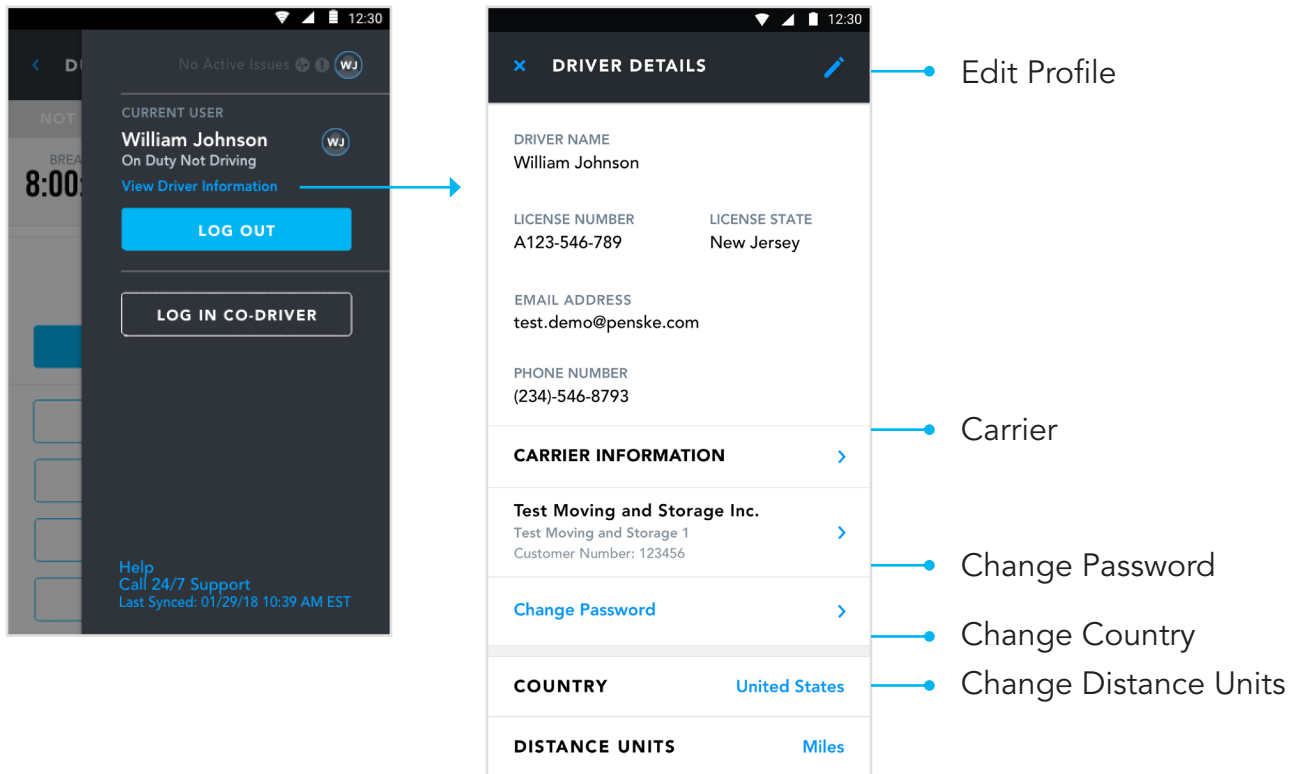 12:30
DU
No Active Issues
WJ
NOT
BREA
8:00:
CURRENT USER
William Johnson
WJ
On Duty Not Driving
View Driver Information
LOG OUT
LOG IN CO-DRIVER
Help
Call 24/7 Support
Last Synced: 01/29/18 10:39 AM EST
12:30
DRIVER DETAILS
DRIVER NAME
William Johnson
LICENSE NUMBER
LICENSE STATE
A123-546-789
New Jersey
EMAIL ADDRESS
test.demo@penske.com
PHONE NUMBER
(234)-546-8793
CARRIER INFORMATION
Test Moving and Storage Inc.
Test Moving and Storage 1
Customer Number: 123456
Change Password
COUNTRY
United States
DISTANCE UNITS
Miles
Edit Profile
Carrier
Change Password
Change Country
Change Distance Units